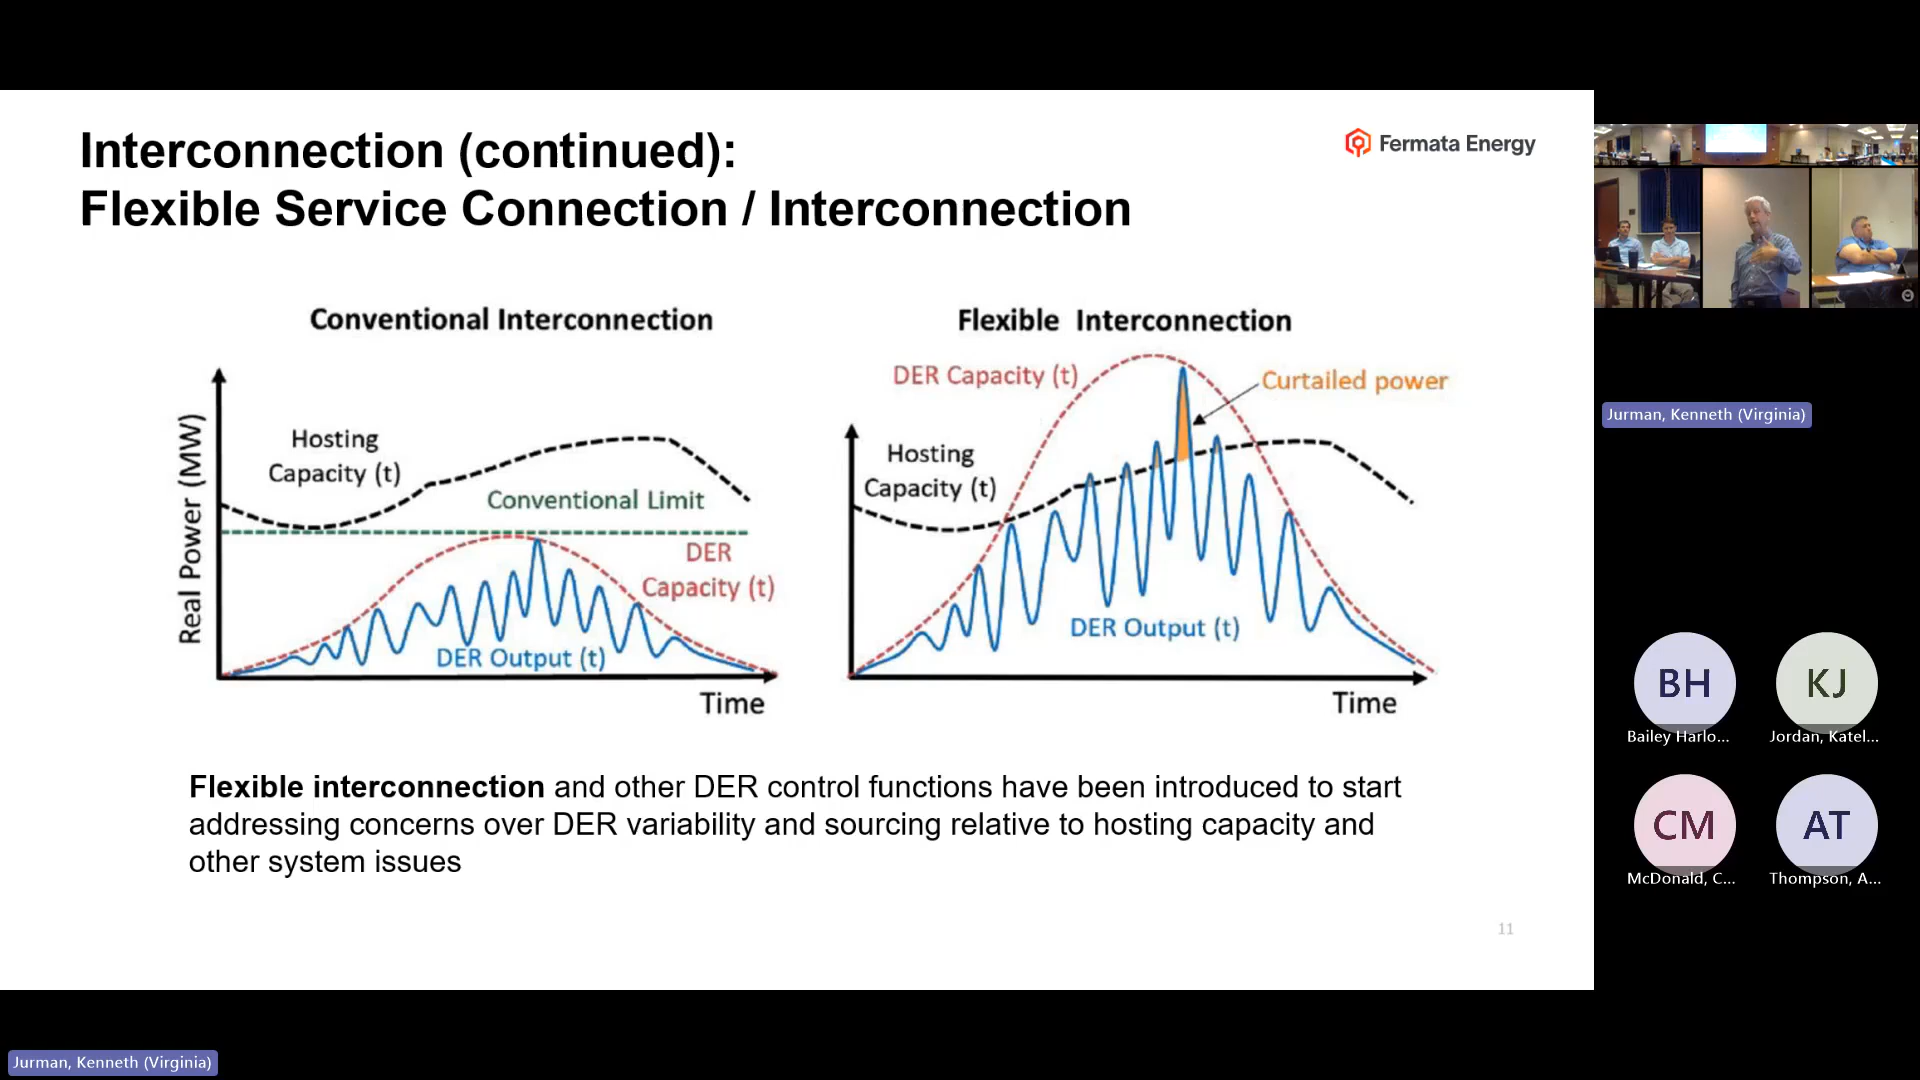 Interconnection (continued):
Flexible Service Connection / Interconnection
Fermata Energy
Conventional Interconnection
Real Power (MW)
Hosting
Capacity (t)
Conventional Limit
DER
Capacity (t)
DER Output (t)
Time
Flexible Interconnection
DER Capacity (t)
Curtailed power
Hosting
Capacity (t)
DER Output (t)
Time
Flexible interconnection and other DER control functions have been introduced to start
addressing concerns over DER variability and sourcing relative to hosting capacity and
other system issues
11
Jurman, Kenneth (Virginia)
BH
Bailey Harlo...
KJ
Jordan, Katel...
CM
McDonald, C...
AT
Thompson, A...
Jurman, Kenneth (Virginia)